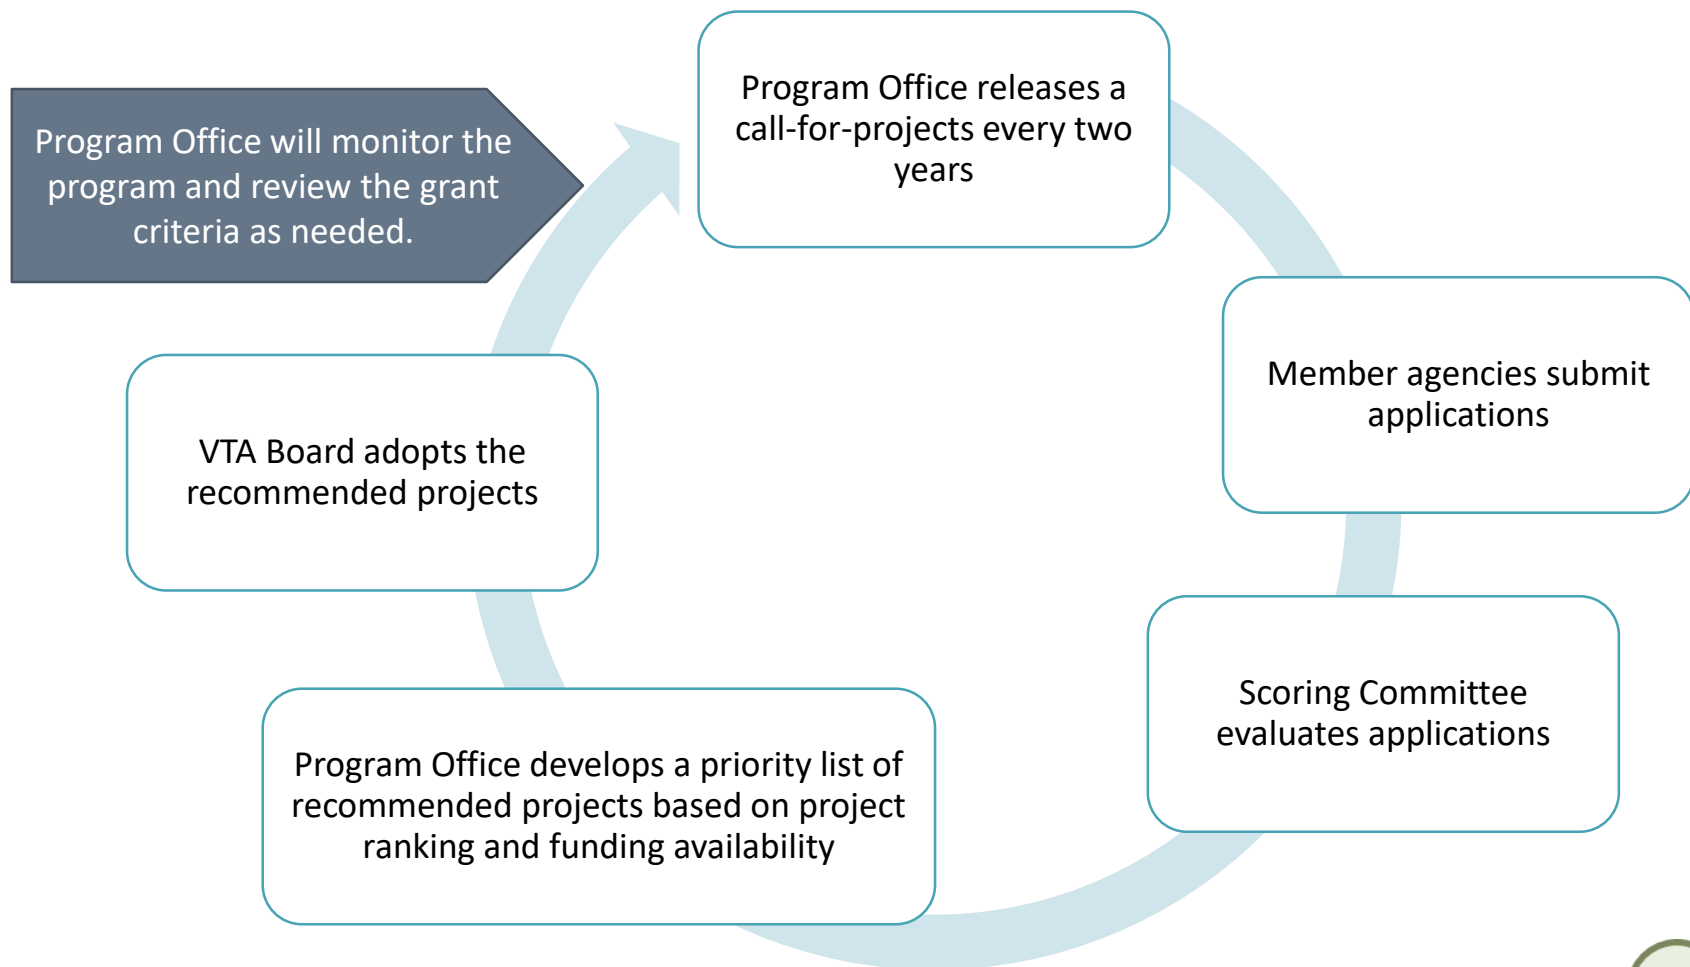 Program Office releases a
call-for-projects every two
years
Program Office will monitor the
program and review the grant
criteria as needed.
Member agencies submit
applications
VTA Board adopts the
recommended projects
Scoring Committee
evaluates applications
Program Office develops a priority list of
recommended projects based on project
ranking and funding availability